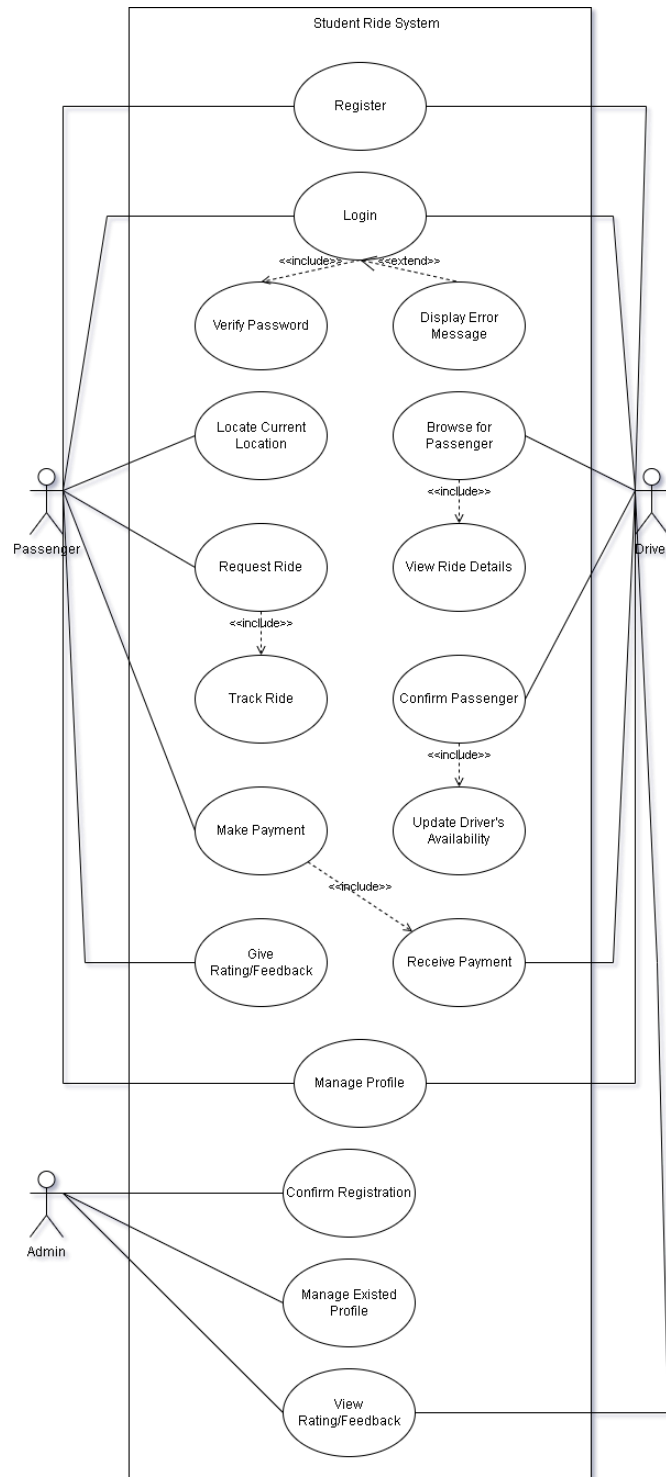 Student Ride System
Register
Login
<<include>>
<<extend>>
Verify Password
Display Error
Message
Locate Current
Location
Browse for
Passenger
<<include>>
Passenger
Driver
Request Ride
View Ride Details
<<include>>
Track Ride
Confirm Passenger
<<include>>
Make Payment
Update Driver's
Availability
<<include>>
Give
Rating/Feedback
Receive Payment
Manage Profile
Confirm Registration
Admin
Manage Existed
Profile
View
Rating/Feedback